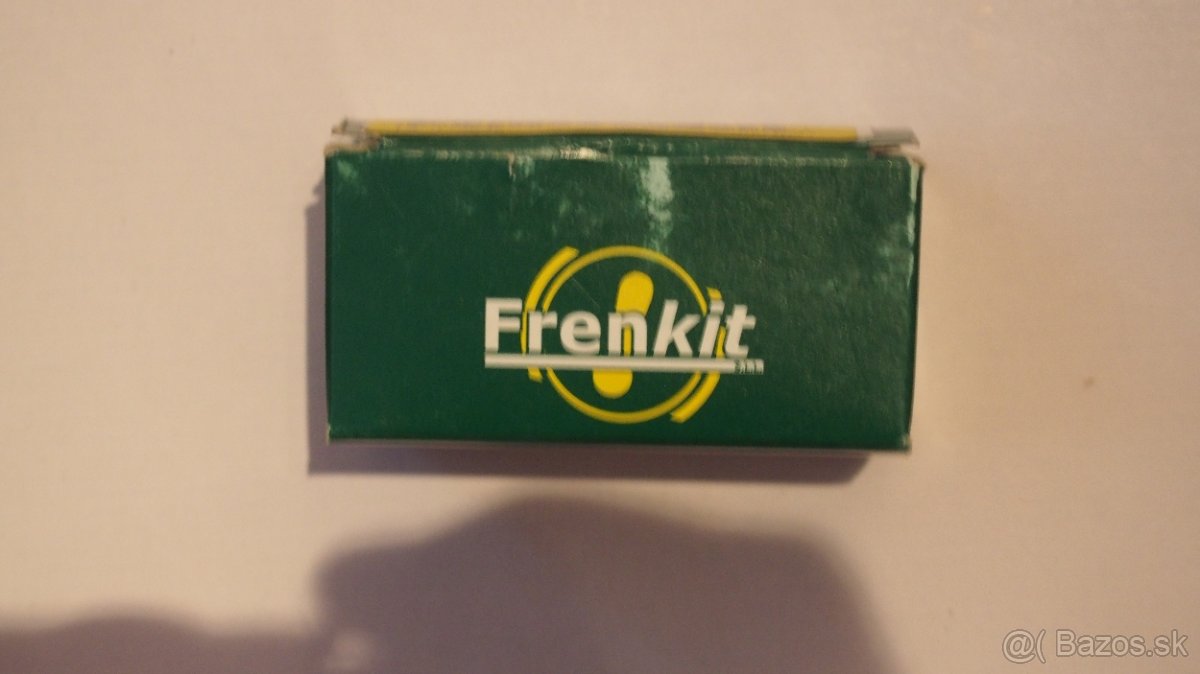 Frenkit
s.l.
@( Bazos.sk